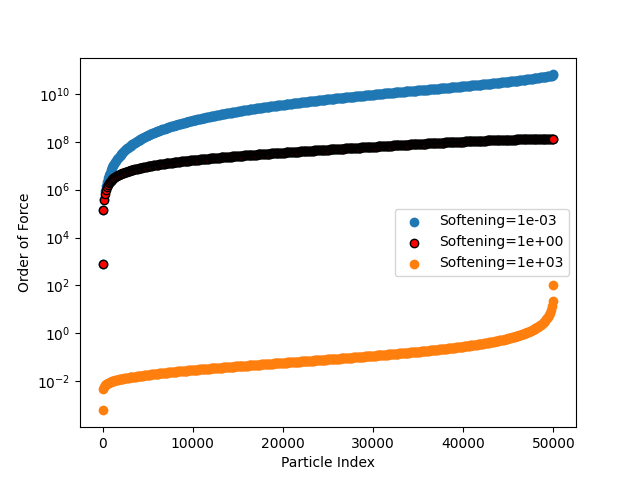 Order of Force
10^10
10^8
10^6
10^4
10^2
10^0
10^−2
Softening=1e-03
Softening=1e+00
Softening=1e+03
0 10000 20000 30000 40000 50000
Particle Index